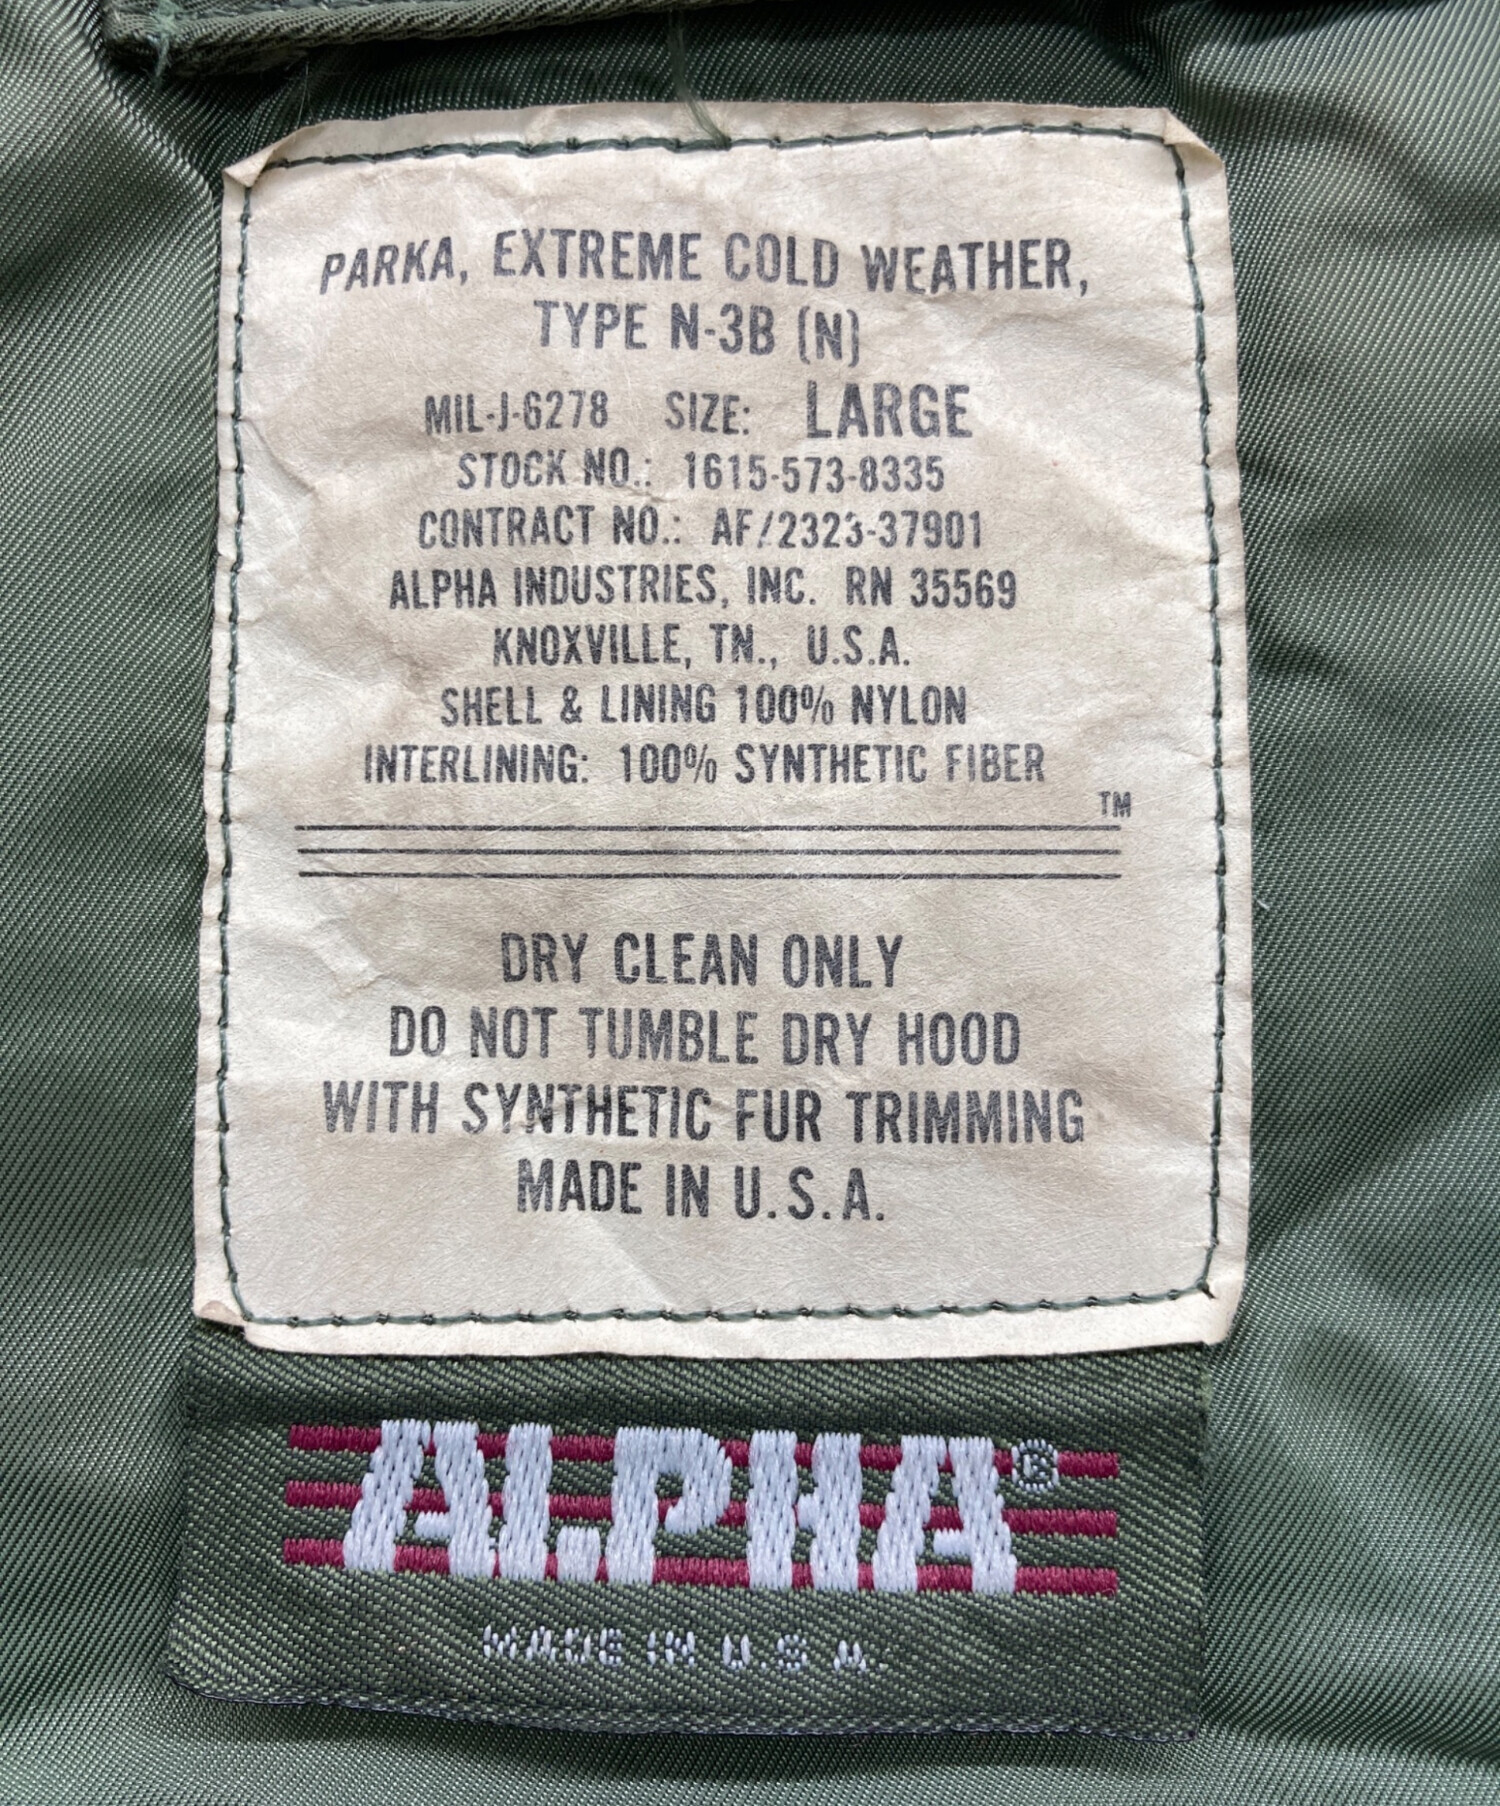 PARKA, EXTREME COLD WEATHER,
TYPE N-3B (N)
MIL-J-6278 SIZE: LARGE
STOCK NO.: 1615-573-8335
CONTRACT NO.: AF/2323-37901
ALPHA INDUSTRIES, INC. RN 35569
KNOXVILLE, TN., U.S.A.
SHELL & LINING 100% NYLON
INTERLINING: 100% SYNTHETIC FIBER
TM
DRY CLEAN ONLY
DO NOT TUMBLE DRY HOOD
WITH SYNTHETIC FUR TRIMMING
MADE IN U.S.A.
ALPHA®
MADE IN U.S.A.